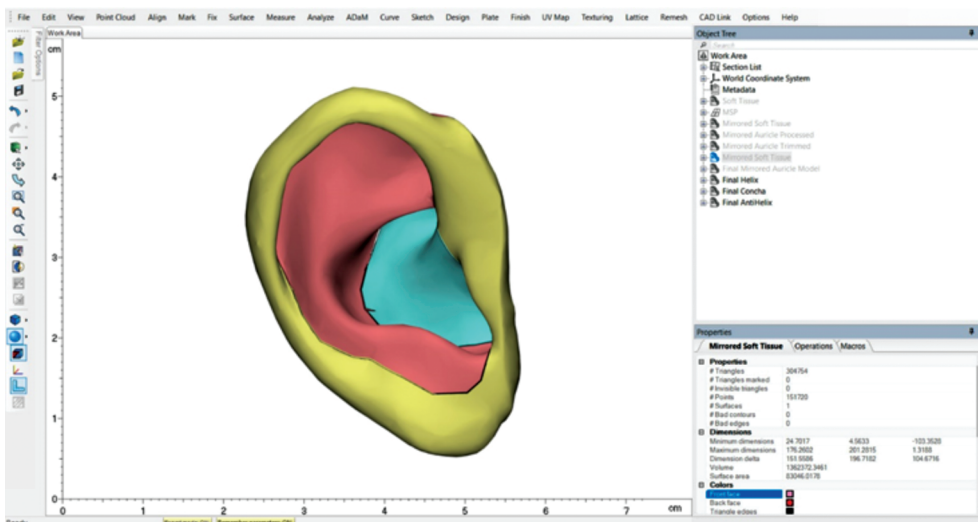 File Edit View Point Cloud Align Mark Fix Surface Measure Analyze ADaM Curve Sketch Design Plate Finish UV Map Texturing Lattice Remesh CAD Link Options Help
Filter Options
Work Area
cm
5
4
3
2
1
0
0 1 2 3 4 5 6 7 cm
Object Tree
Search
Work Area
Section List
World Coordinate System
Metadata
Soft Tissue
MSP
Mirrored Soft Tissue
Mirrored Auricle Processed
Mirrored Auricle Trimmed
Mirrored Soft Tissue
Final Mirrored Auricle Model
Final Helix
Final Concha
Final AntiHelix
Properties
Mirrored Soft Tissue Operations Macros
Properties
# Triangles 304754
# Triangles marked 0
# Invisible triangles 0
# Points 151720
# Surfaces 1
# Bad contours 0
# Bad edges 0
Dimensions
Minimum dimensions 24.7017 4.5633 -103.3528
Maximum dimensions 176.2602 201.2815 1.3188
Dimension delta 151.5586 196.7182 104.6716
Volume 1362372.3461
Surface area 83046.0178
Colors
Front face
Back face
Triangle edges